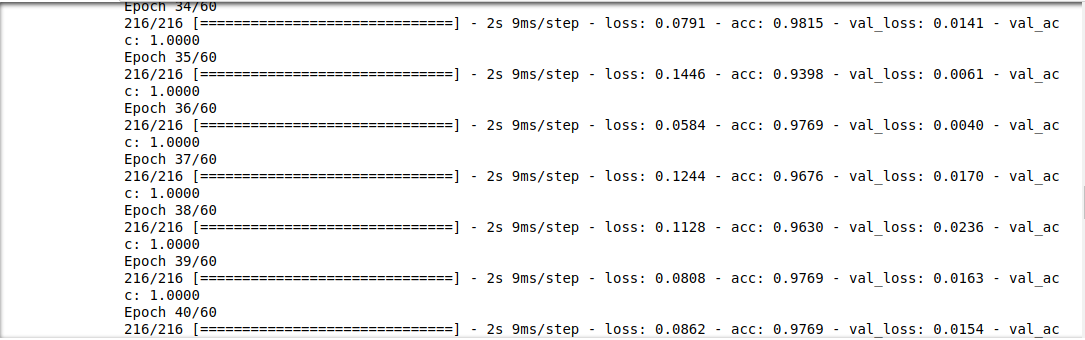 Epoch 34/60
216/216 [==============================] - 2s 9ms/step - loss: 0.0791 - acc: 0.9815 - val_loss: 0.0141 - val_ac
c: 1.0000
Epoch 35/60
216/216 [==============================] - 2s 9ms/step - loss: 0.1446 - acc: 0.9398 - val_loss: 0.0061 - val_ac
c: 1.0000
Epoch 36/60
216/216 [==============================] - 2s 9ms/step - loss: 0.0584 - acc: 0.9769 - val_loss: 0.0040 - val_ac
c: 1.0000
Epoch 37/60
216/216 [==============================] - 2s 9ms/step - loss: 0.1244 - acc: 0.9676 - val_loss: 0.0170 - val_ac
c: 1.0000
Epoch 38/60
216/216 [==============================] - 2s 9ms/step - loss: 0.1128 - acc: 0.9630 - val_loss: 0.0236 - val_ac
c: 1.0000
Epoch 39/60
216/216 [==============================] - 2s 9ms/step - loss: 0.0808 - acc: 0.9769 - val_loss: 0.0163 - val_ac
c: 1.0000
Epoch 40/60
216/216 [==============================] - 2s 9ms/step - loss: 0.0862 - acc: 0.9769 - val_loss: 0.0154 - val_ac